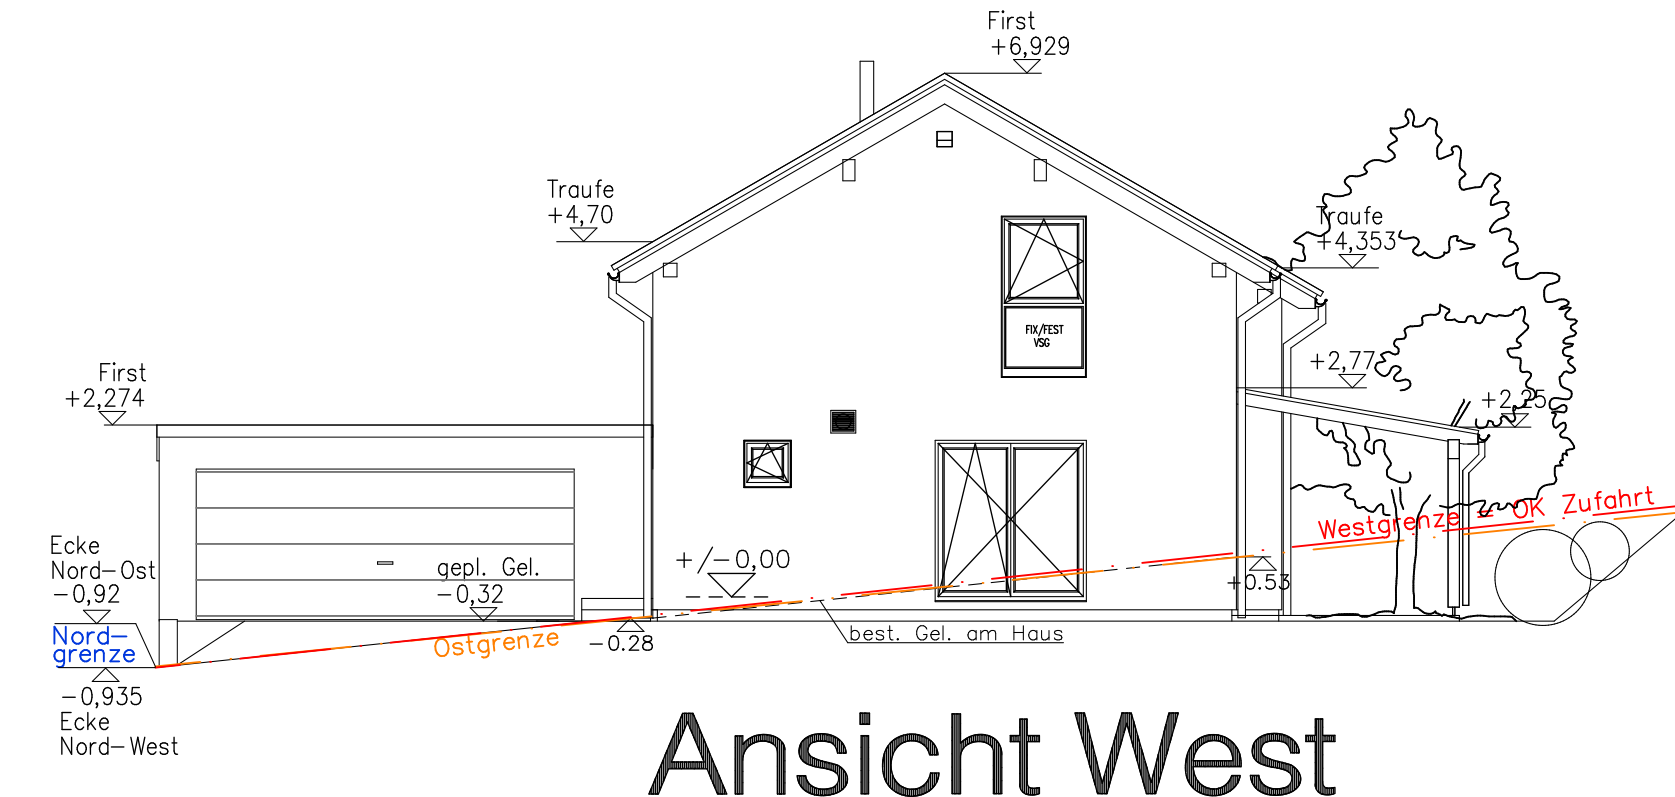 First
+6,929
Traufe
+4,70
Traufe
+4,353
FIX/FEST
VSG
First
+2,274
+2,77
+2,25
Westgrenze = OK Zufahrt
Ecke
Nord-Ost
-0,92
gepl. Gel.
-0,32
+/-0,00
+0.53
Nord-
grenze
Ostgrenze
-0.28
best. Gel. am Haus
-0,935
Ecke
Nord-West
Ansicht West